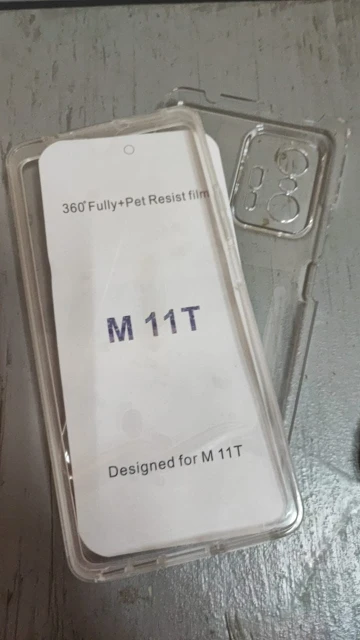 360°Fully+Pet Resist film
M 11T
Designed for M 11T